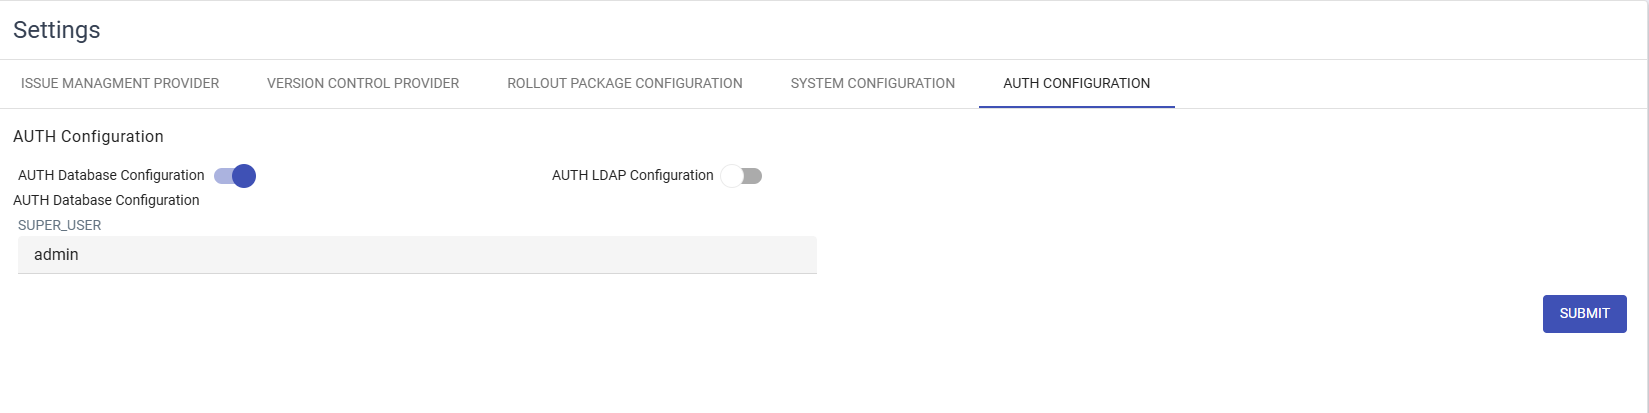 Settings
ISSUE MANAGMENT PROVIDER VERSION CONTROL PROVIDER ROLLOUT PACKAGE CONFIGURATION SYSTEM CONFIGURATION AUTH CONFIGURATION
AUTH Configuration
AUTH Database Configuration AUTH LDAP Configuration
AUTH Database Configuration
SUPER_USER
admin
SUBMIT